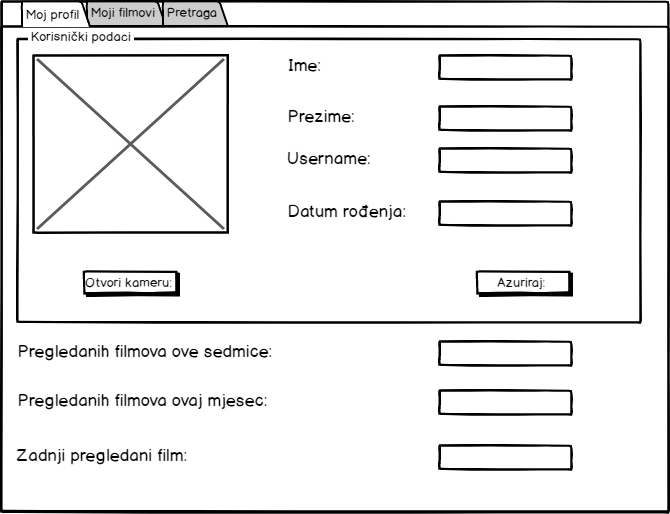 Moj profil
Moji filmovi
Pretraga
Korisnički podaci
Ime:
Prezime:
Username:
Datum rođenja:
Otvori kameru:
Azuriraj:
Pregledanih filmova ove sedmice:
Pregledanih filmova ovaj mjesec:
Zadnji pregledani film: